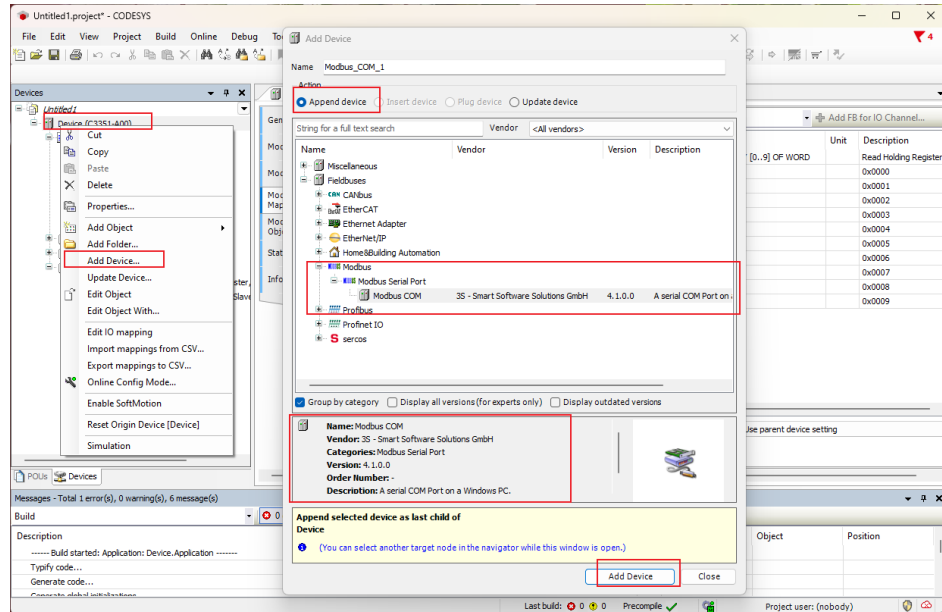 Untitled1.project* - CODESYS
File Edit View Project Build Online Debug
4
Devices
Untitled1
Device (C3351-A00)
Cut
Copy
Paste
Delete
Properties...
Add Object
Add Folder...
Add Device...
Update Device...
Edit Object
Edit Object With...
Edit IO mapping
Import mappings from CSV...
Export mappings to CSV...
Online Config Mode...
Enable SoftMotion
Reset Origin Device [Device]
Simulation
POUs Devices
Add Device
Name Modbus_COM_1
Action
Append device Insert device Plug device Update device
String for a full text search Vendor <All vendors>
Name Vendor Version Description
Miscellaneous
Fieldbuses
CANbus
EtherCAT
Ethernet Adapter
EtherNet/IP
Home&Building Automation
Modbus
Modbus Serial Port
Modbus COM 3S - Smart Software Solutions GmbH 4.1.0.0 A serial COM Port on
Profibus
Profinet IO
sercos
Group by category Display all versions (for experts only) Display outdated versions
Name: Modbus COM
Vendor: 3S - Smart Software Solutions GmbH
Categories: Modbus Serial Port
Version: 4.1.0.0
Order Number: -
Description: A serial COM Port on a Windows PC.
Append selected device as last child of
Device
(You can select another target node in the navigator while this window is open.)
Add Device Close
Add FB for IO Channel...
Unit Description
[0..9] OF WORD Read Holding Register
0x0000
0x0001
0x0002
0x0003
0x0004
0x0005
0x0006
0x0007
0x0008
0x0009
Use parent device setting
Messages - Total 1 error(s), 0 warning(s), 6 message(s)
Build 0
Description Object Position
------ Build started: Application: Device.Application -------
Typify code...
Generate code...
Generate global initializations
Last build: 0 0 Precompile Project user: (nobody)